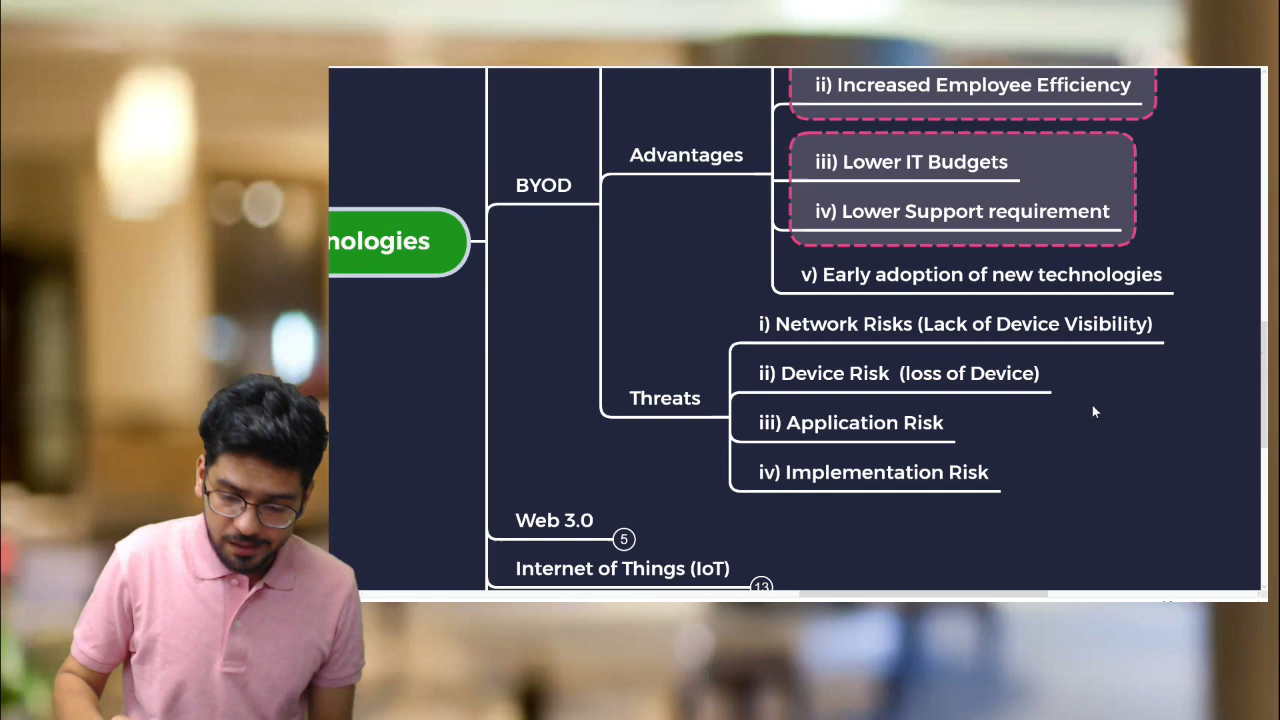 ii) Increased Employee Efficiency
Advantages
iii) Lower IT Budgets
BYOD
iv) Lower Support requirement
nologies
v) Early adoption of new technologies
i) Network Risks (Lack of Device Visibility)
ii) Device Risk (loss of Device)
Threats
iii) Application Risk
iv) Implementation Risk
Web 3.0
5
Internet of Things (IoT)
13